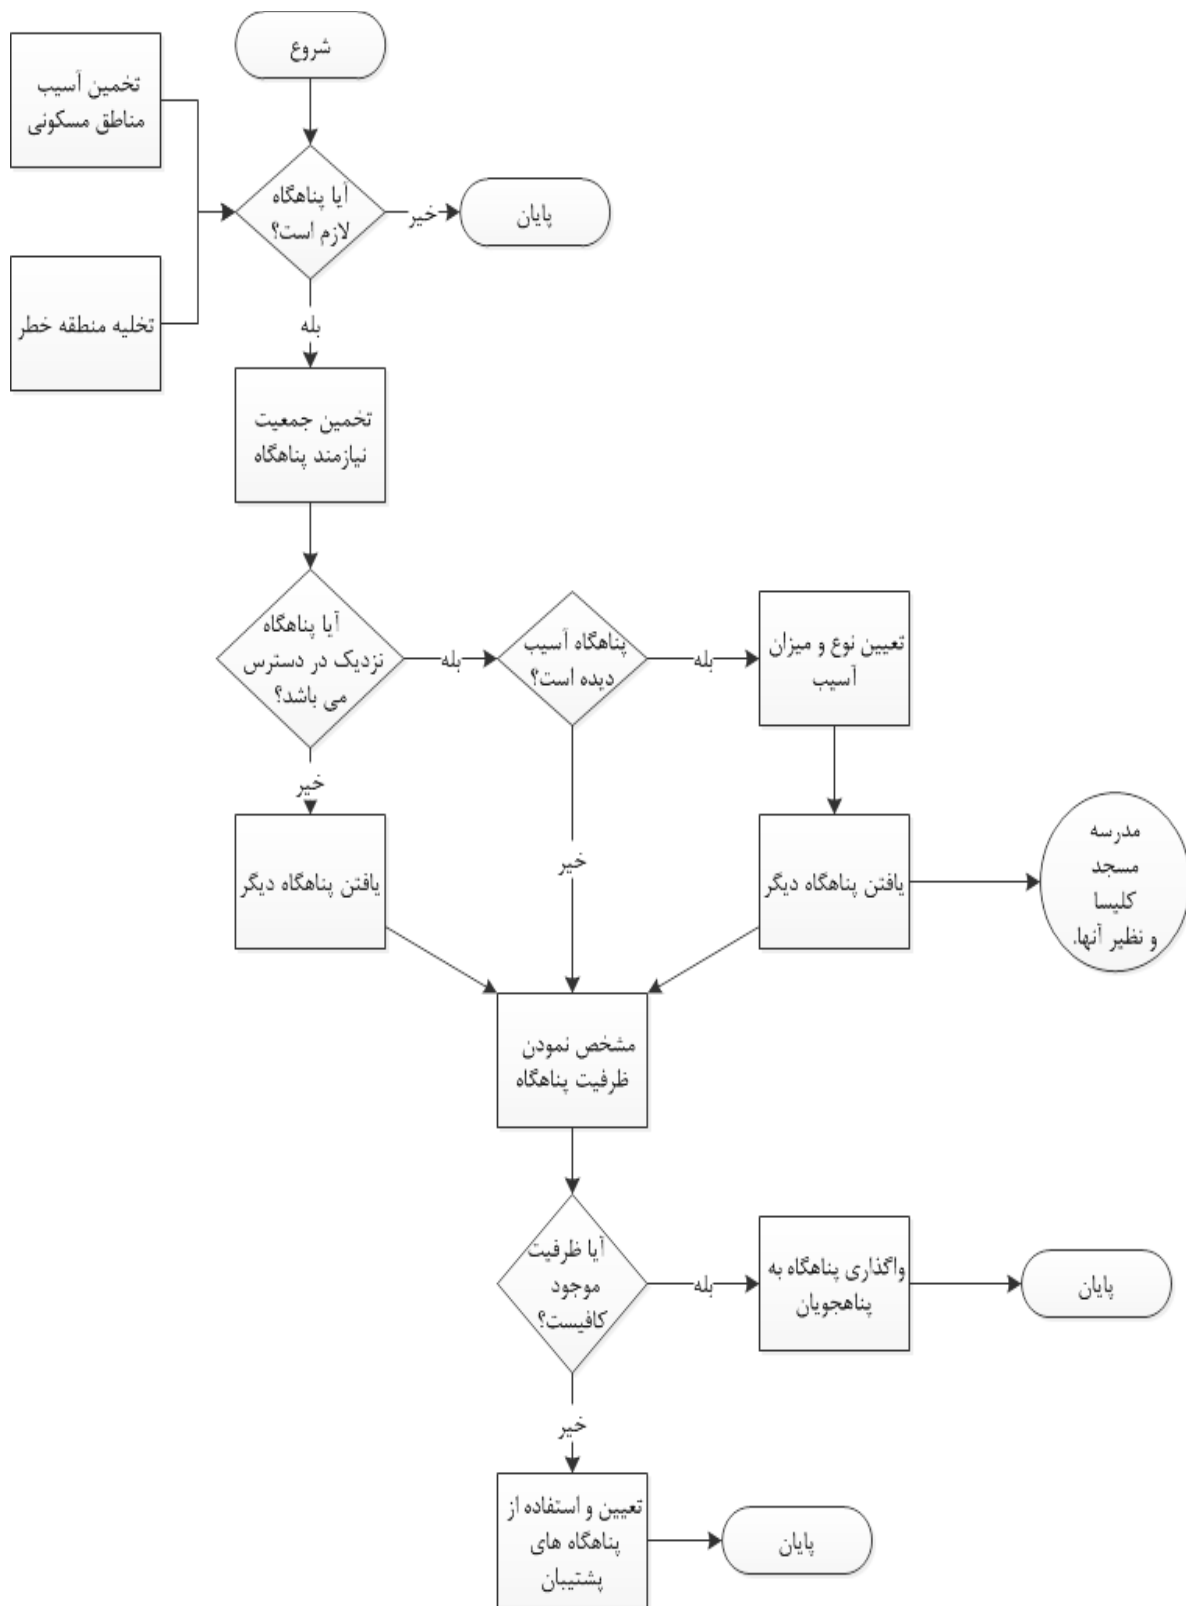 شروع
تخمین آسیب
مناطق مسکونی
آیا پناهگاه
لازم است؟
خیر
پایان
تخلیه منطقه خطر
بله
تخمین جمعیت
نیازمند پناهگاه
آیا پناهگاه
نزدیک در دسترس
می باشد؟
بله
پناهگاه آسیب
دیده است؟
بله
تعیین نوع و میزان
آسیب
خیر
یافتن پناهگاه دیگر
خیر
یافتن پناهگاه دیگر
مدرسه
مسجد
کلیسا
و نظیر آنها.
مشخص نمودن
ظرفیت پناهگاه
آیا ظرفیت
موجود
کافیست؟
بله
واگذاری پناهگاه به
پناهجویان
پایان
خیر
تعیین و استفاده از
پناهگاه های
پشتیبان
پایان